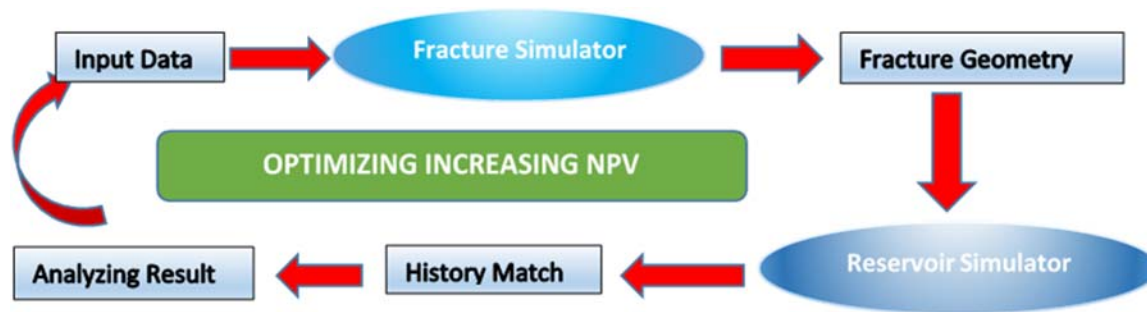 Input Data
Fracture Simulator
Fracture Geometry
OPTIMIZING INCREASING NPV
Analyzing Result
History Match
Reservoir Simulator